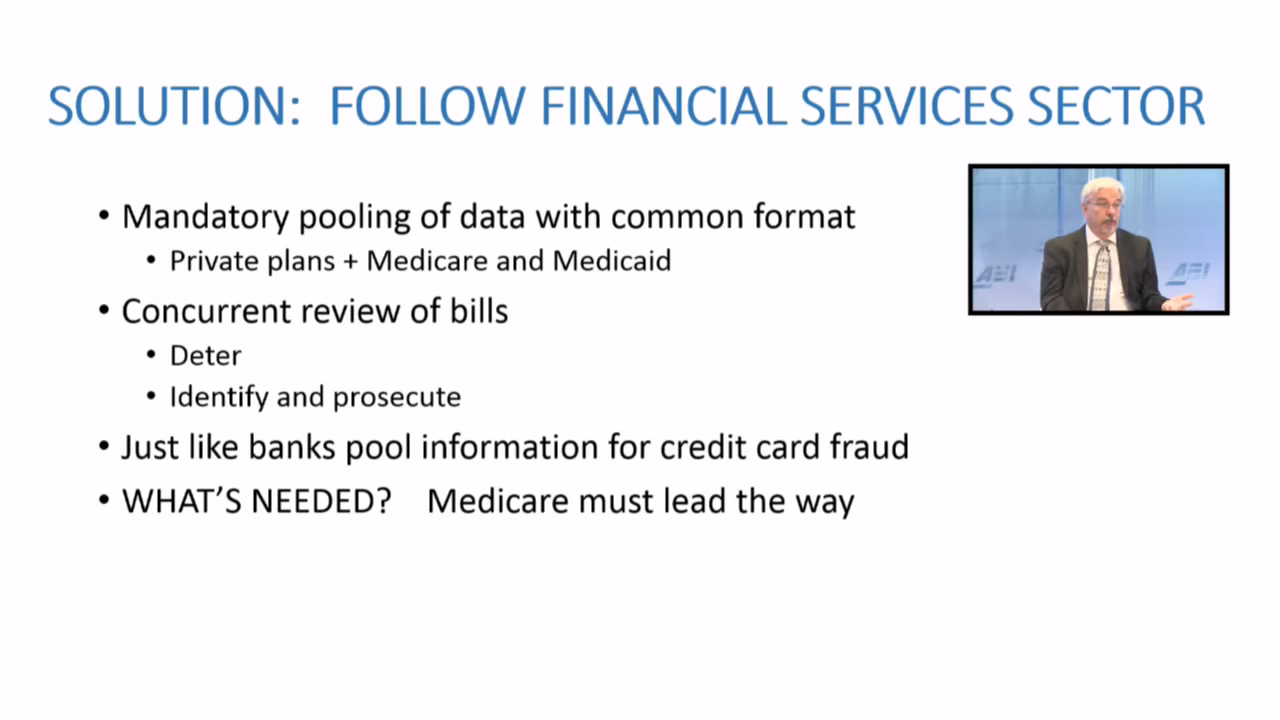 SOLUTION: FOLLOW FINANCIAL SERVICES SECTOR
• Mandatory pooling of data with common format
• Private plans + Medicare and Medicaid
• Concurrent review of bills
• Deter
• Identify and prosecute
• Just like banks pool information for credit card fraud
• WHAT'S NEEDED? Medicare must lead the way
AEI
AEI